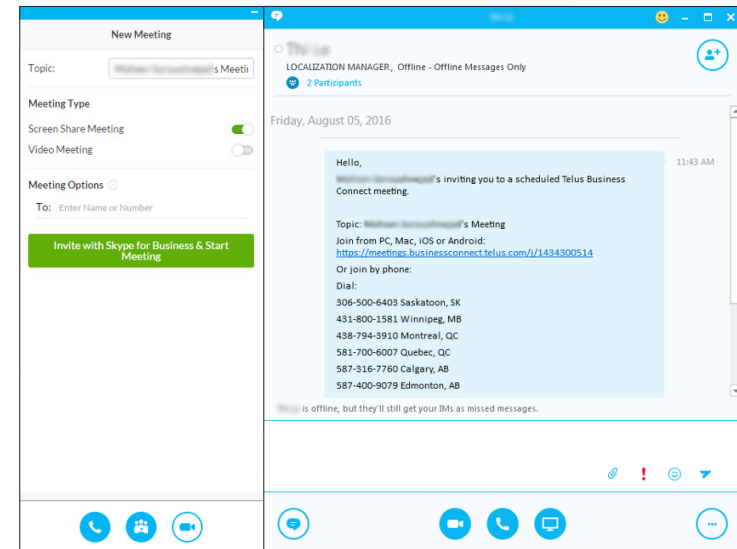 New Meeting
Topic:
's Meetin
Meeting Type
Screen Share Meeting
Video Meeting
Meeting Options
To: Enter Name or Number
Invite with Skype for Business & Start
Meeting
LOCALIZATION MANAGER, Offline - Offline Messages Only
2 Participants
Friday, August 05, 2016
Hello,
11:43 AM
's inviting you to a scheduled Telus Business
Connect meeting.
Topic: 's Meeting
Join from PC, Mac, iOS or Android:
https://meetings.businessconnect.telus.com/j/1434300514
Or join by phone:
Dial:
306-500-6403 Saskatoon, SK
431-800-1581 Winnipeg, MB
438-794-3910 Montreal, QC
581-700-6007 Quebec, QC
587-316-7760 Calgary, AB
587-400-9079 Edmonton, AB
is offline, but they'll still get your IMs as missed messages.